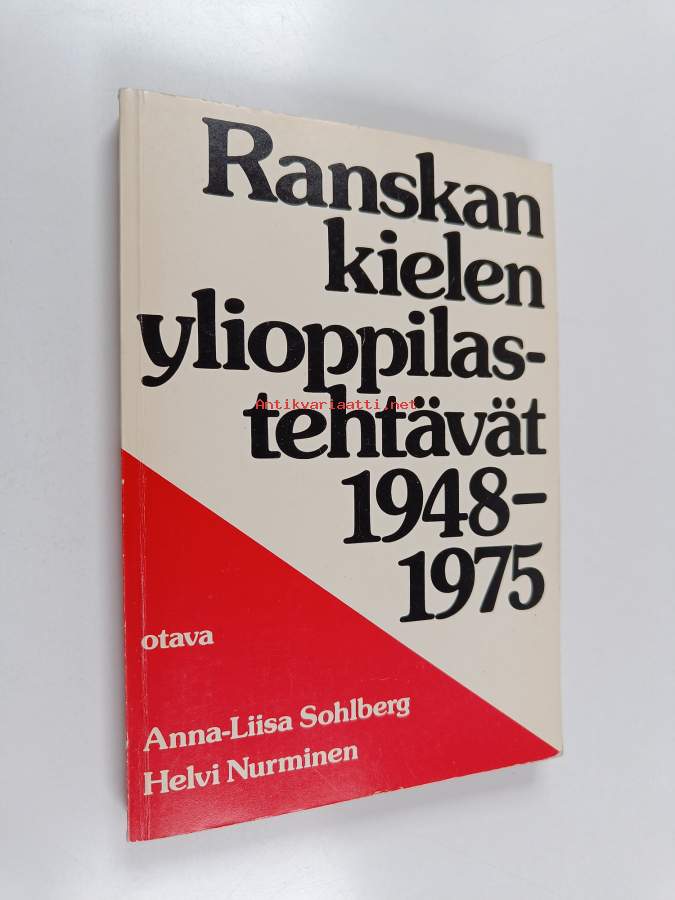 Ranskan
kielen
ylioppilas-
Antikvariaatti.net
tehtävät
1948–
1975
otava
Anna-Liisa Sohlberg
Helvi Nurminen